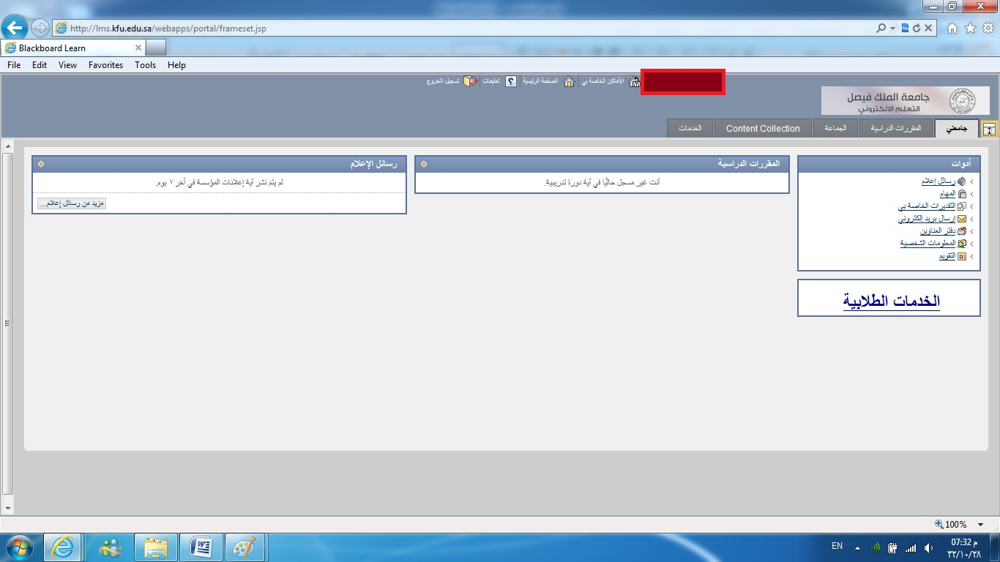 http://lms.kfu.edu.sa/webapps/portal/frameset.jsp
Blackboard Learn
File Edit View Favorites Tools Help
الأماكن الخاصة بي الصفحة الرئيسية تعليمات تسجيل الخروج
جامعة الملك فيصل
التعلم الالكتروني
جامعتي المقررات الدراسية الجماعة Content Collection الخدمات
أدوات
رسائل إعلام
المهام
التقديرات الخاصة بي
إرسال بريد إلكتروني
دفتر العناوين
المعلومات الشخصية
التقويم
الخدمات الطلابية
المقررات الدراسية
أنت غير مسجل حاليًا في أية دورة تدريبية.
رسائل الإعلام
لم يتم نشر أية إعلانات المؤسسة في آخر ٧ يوم.
مزيد من رسائل إعلام...
100%
EN
07:32 م
٣٢/١٠/٢٨